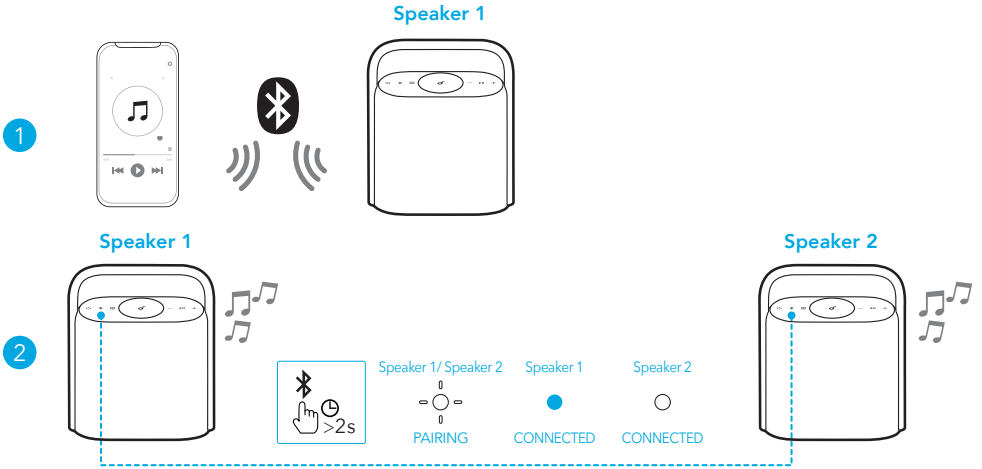 Speaker 1
1
Speaker 1
Speaker 2
2
Speaker 1/ Speaker 2
Speaker 1
Speaker 2
>2s
PAIRING
CONNECTED
CONNECTED